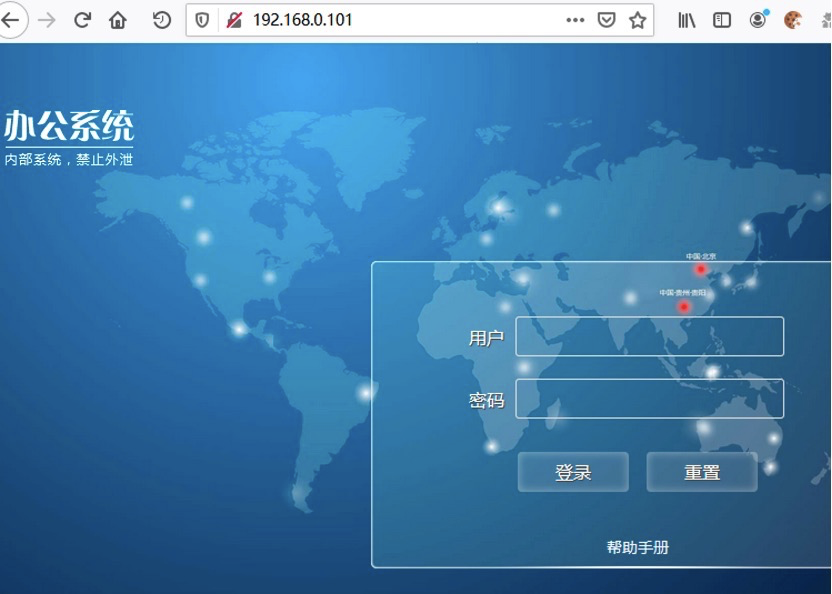 192.168.0.101
办公系统
内部系统，禁止外泄
中国·北京
中国·贵州·贵阳
用户
密码
登录
重置
帮助手册